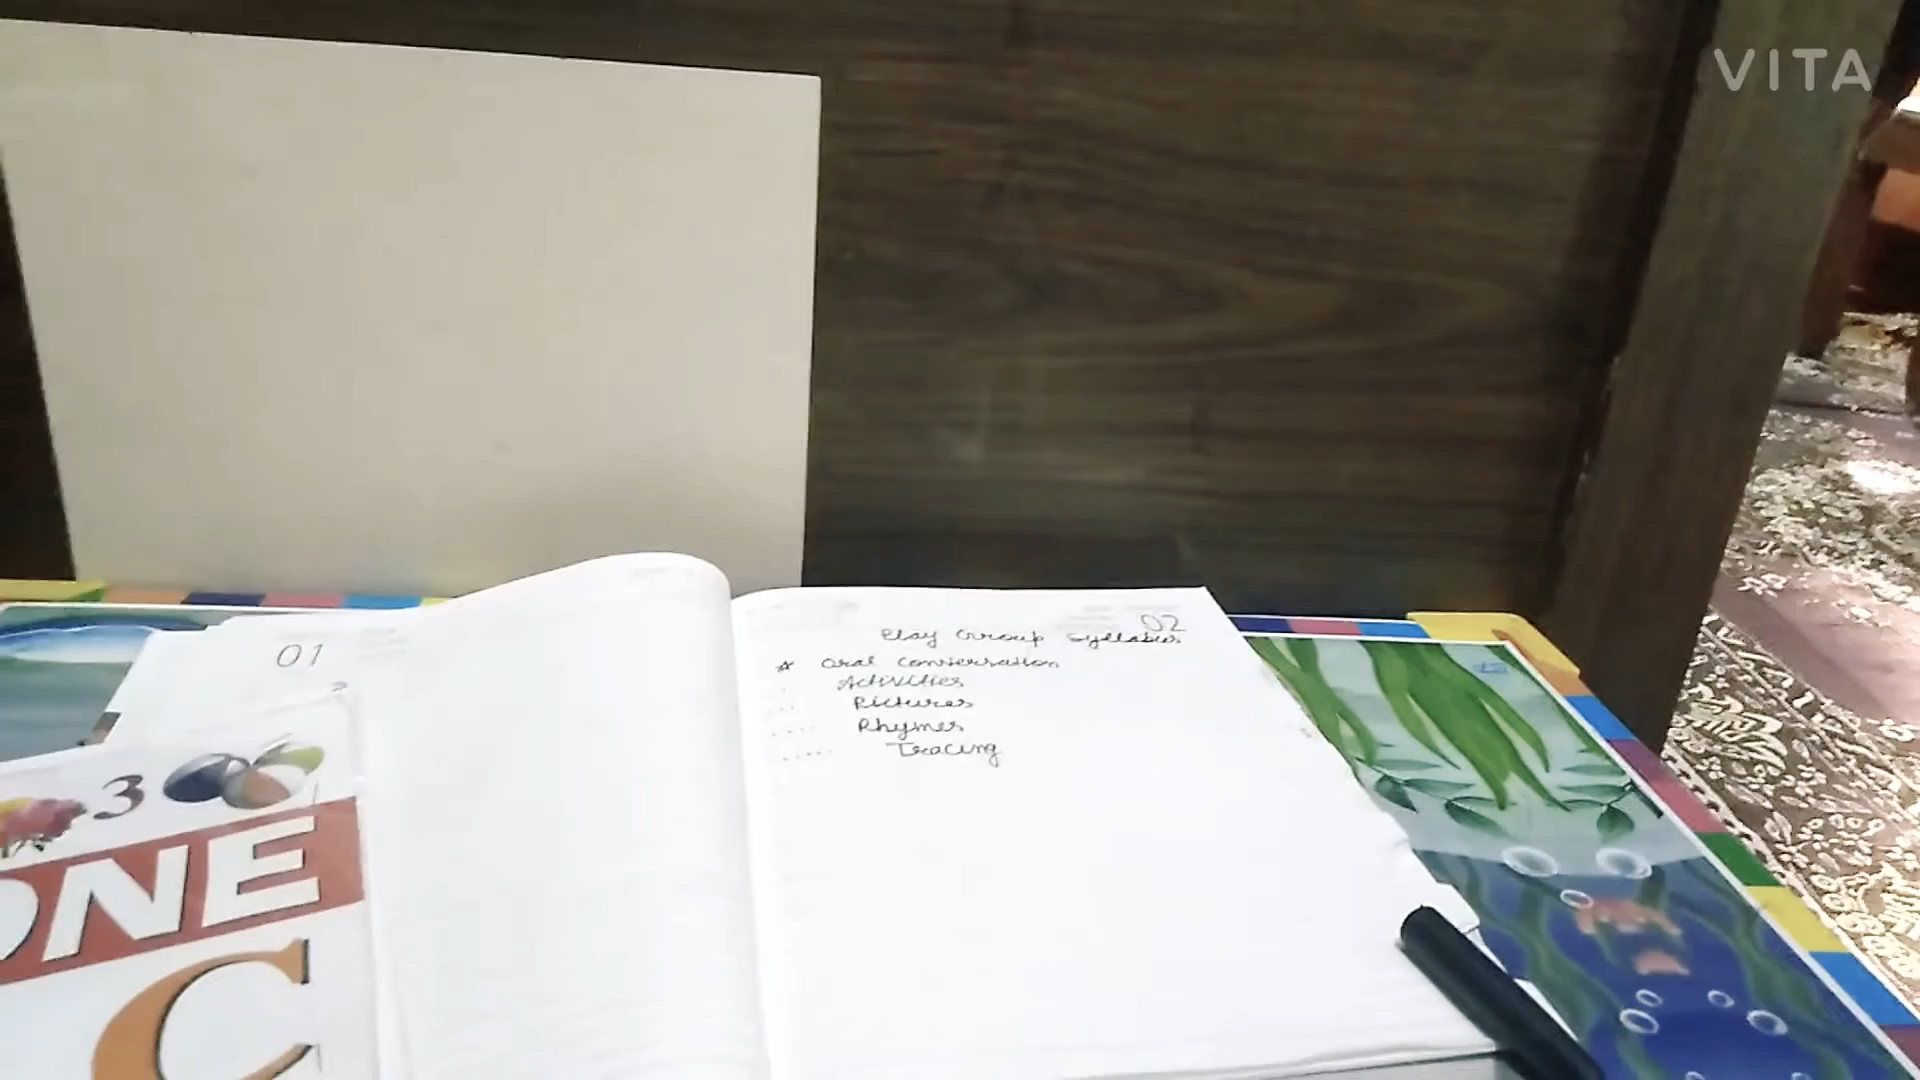 VITA
01
02
Play Group Syllabus
* Oral Conversation
Activities
Pictures
Rhymes
Tracing
3
ONE
C